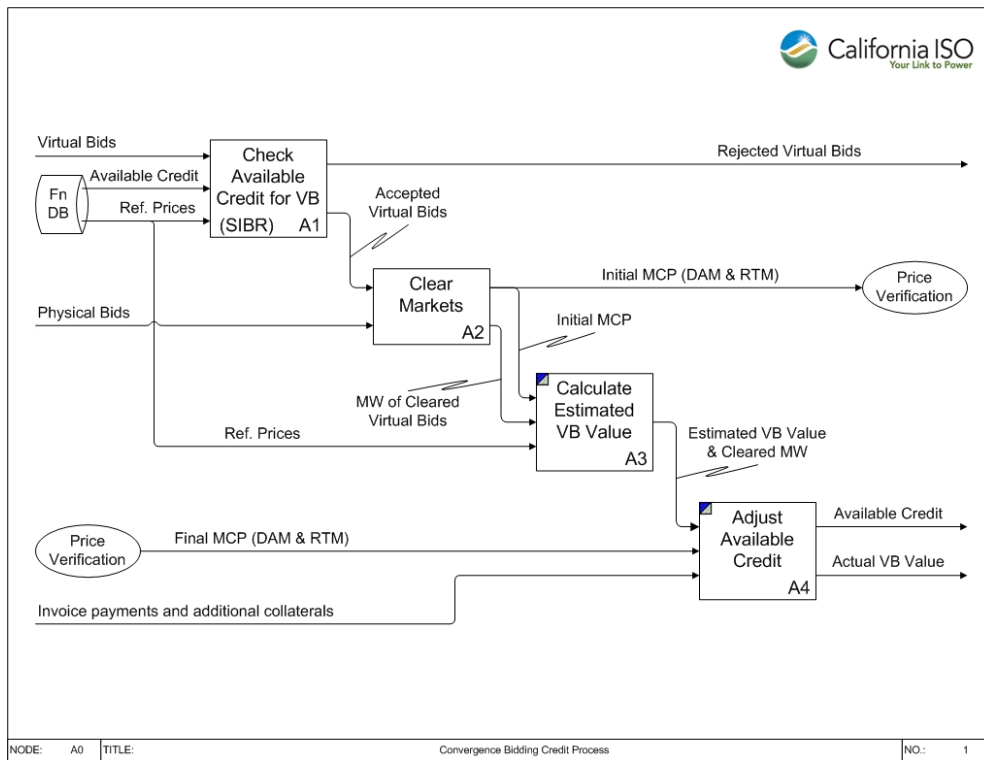 California ISO
Your Link to Power
Virtual Bids
Fn
DB
Available Credit
Ref. Prices
Check
Available
Credit for VB
(SIBR) A1
Rejected Virtual Bids
Accepted
Virtual Bids
Physical Bids
Clear
Markets
A2
Initial MCP (DAM & RTM)
Price
Verification
Initial MCP
MW of Cleared
Virtual Bids
Ref. Prices
Calculate
Estimated
VB Value
A3
Estimated VB Value
& Cleared MW
Price
Verification
Final MCP (DAM & RTM)
Invoice payments and additional collaterals
Adjust
Available
Credit
A4
Available Credit
Actual VB Value
NODE: A0 TITLE: Convergence Bidding Credit Process NO.: 1